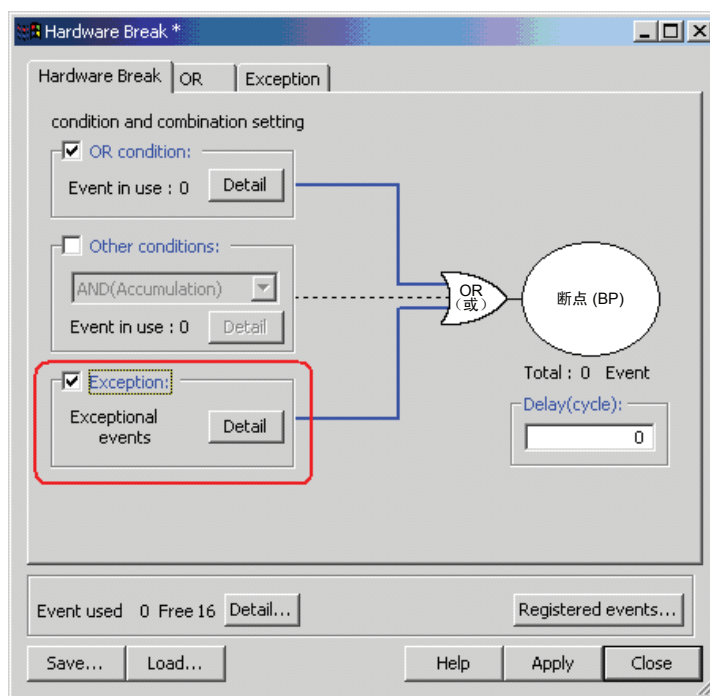 Hardware Break *
Hardware Break OR Exception
condition and combination setting
OR condition:
Event in use : 0 Detail
Other conditions:
AND(Accumulation)
Event in use : 0 Detail
Exception:
Exceptional
events
Detail
OR
（或）
断点 (BP)
Total : 0 Event
Delay(cycle):
0
Event used 0 Free 16 Detail... Registered events...
Save... Load... Help Apply Close